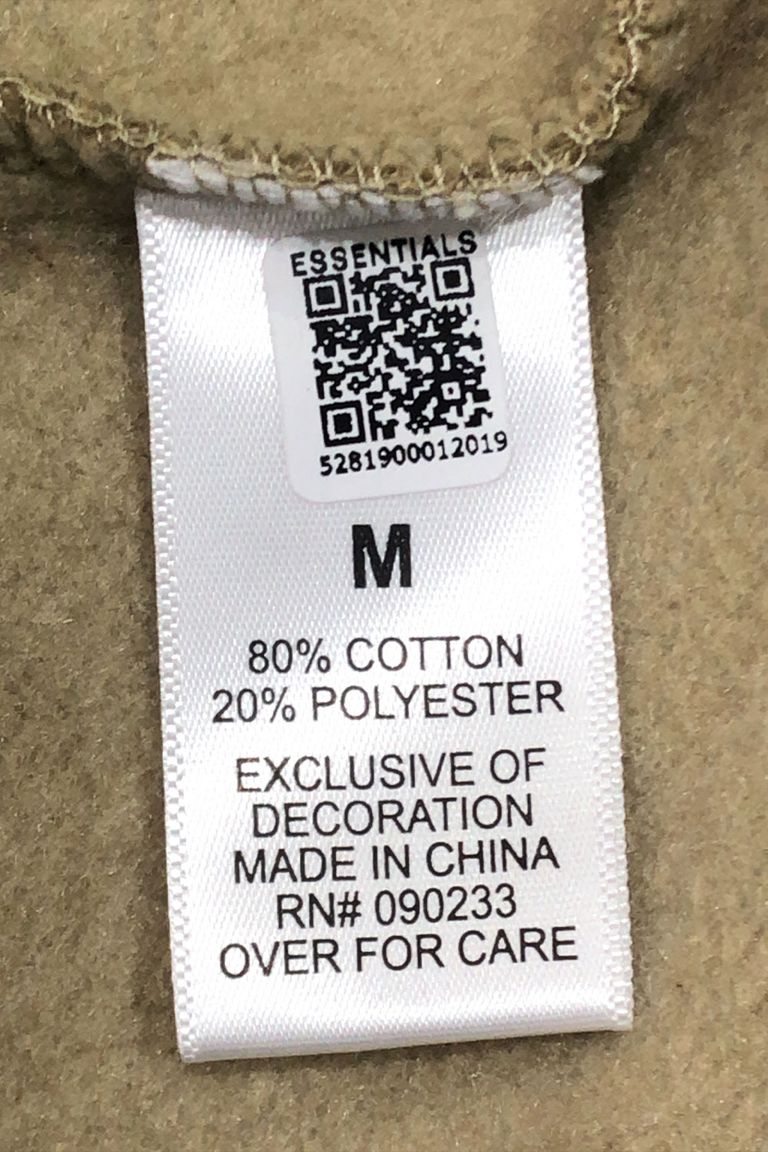 ESSENTIALS
5281900012019
M
80% COTTON
20% POLYESTER
EXCLUSIVE OF
DECORATION
MADE IN CHINA
RN# 090233
OVER FOR CARE